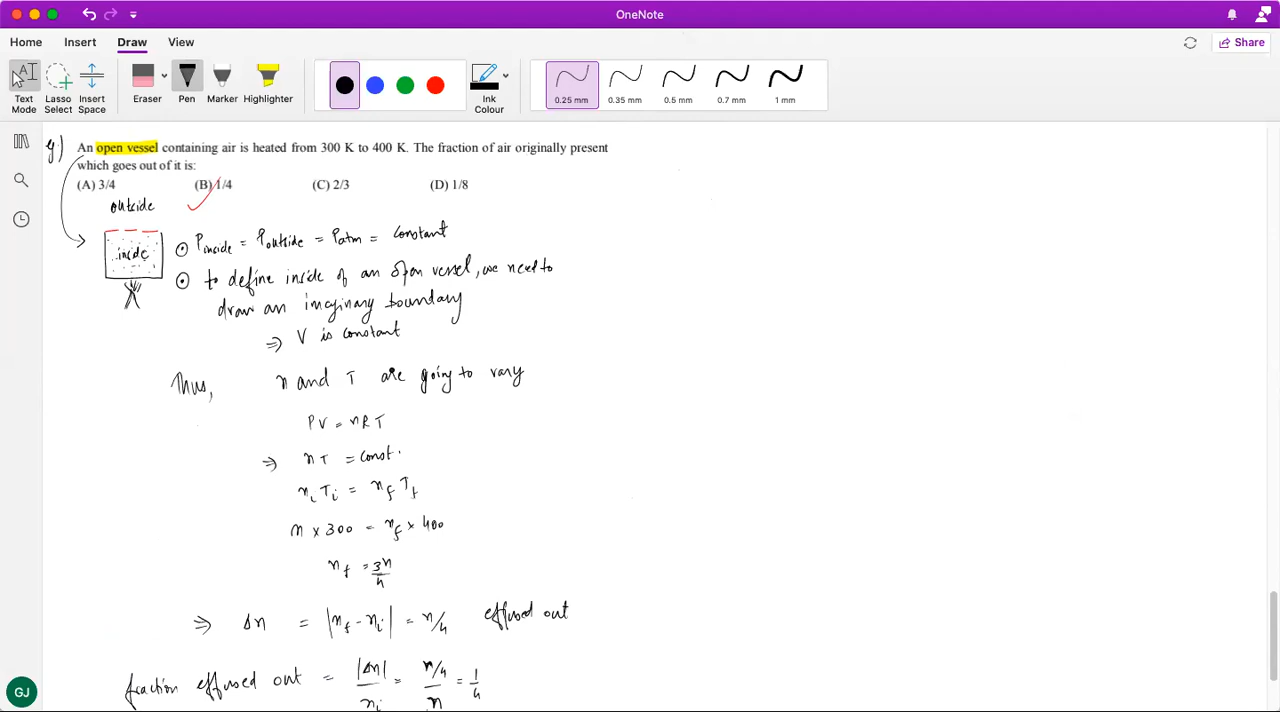 OneNote
Home Insert Draw View
Share
Text Mode
Lasso Select
Insert Space
Eraser
Pen
Marker
Highlighter
Ink Colour
0.25 mm
0.35 mm
0.5 mm
0.7 mm
1 mm
An open vessel containing air is heated from 300 K to 400 K. The fraction of air originally present
which goes out of it is:
(A) 3/4 (B) 1/4 (C) 2/3 (D) 1/8
outside
inside
P inside = P outside = Patm = constant
to define inside of an open vessel, we need to
draw an imaginary boundary
⇒ V is constant
Thus, n and T are going to vary
PV = nRT
⇒ nT = const.
niTi = nfTf
n × 300 = nf × 400
nf = 3n/4
⇒ Δn = |nf - ni| = n/4 effused out
fraction effused out = |Δn|/ni = n/4/n = 1/4
GJ